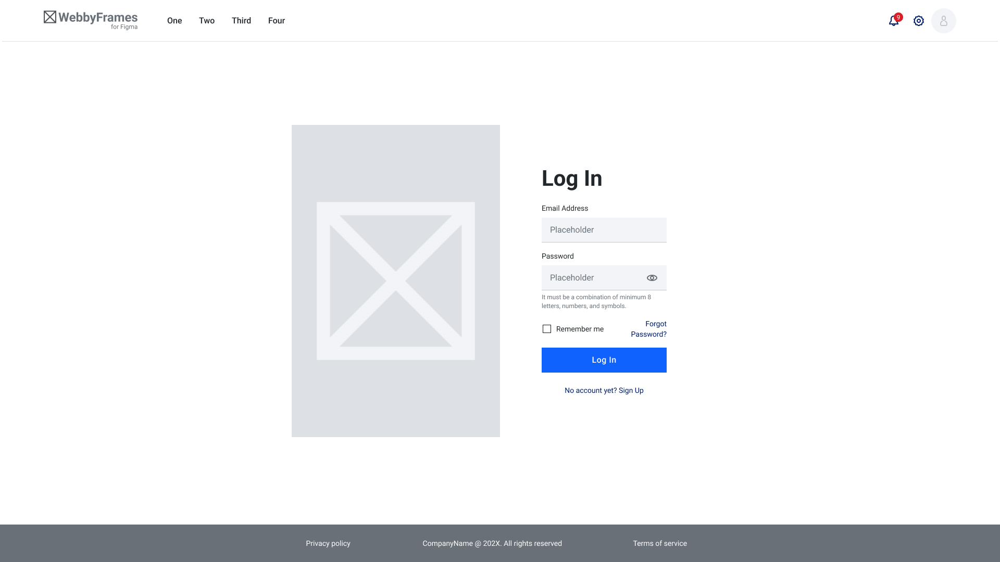 WebbyFrames
for Figma
One
Two
Third
Four
9
Log In
Email Address
Placeholder
Password
Placeholder
It must be a combination of minimum 8
letters, numbers, and symbols.
Remember me
Forgot
Password?
Log In
No account yet? Sign Up
Privacy policy
CompanyName @ 202X. All rights reserved
Terms of service